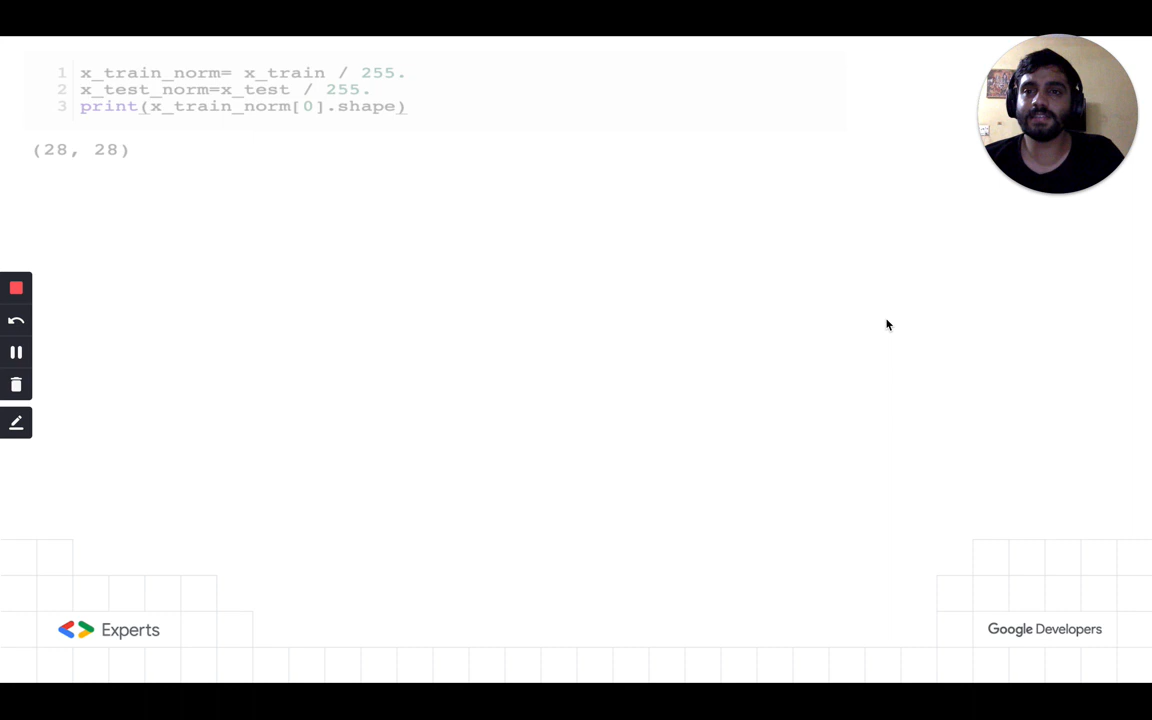 1 x_train_norm= x_train / 255.
2 x_test_norm=x_test / 255.
3 print(x_train_norm[0].shape)
(28, 28)
Experts
Google Developers